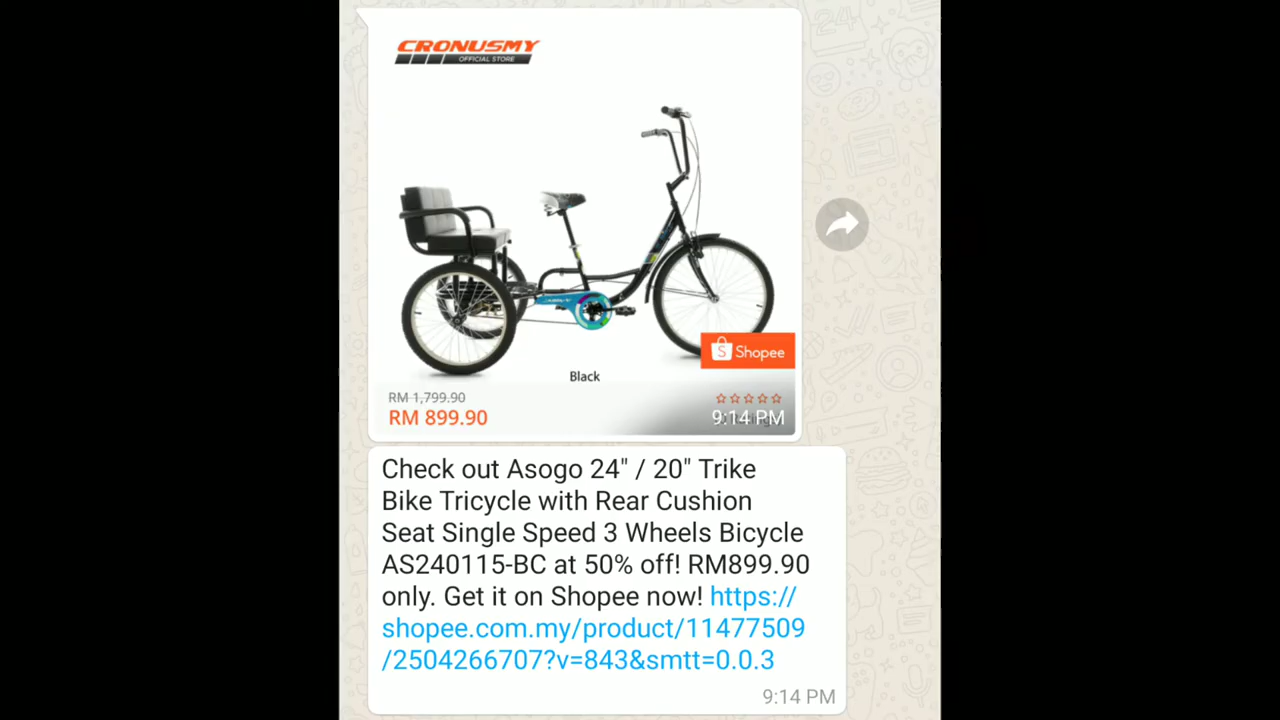 CRONUSMY
OFFICIAL STORE
Shopee
Black
RM 1,799.90
RM 899.90
9:14 PM
Check out Asogo 24" / 20" Trike
Bike Tricycle with Rear Cushion
Seat Single Speed 3 Wheels Bicycle
AS240115-BC at 50% off! RM899.90
only. Get it on Shopee now! https://
shopee.com.my/product/11477509
/2504266707?v=843&smtt=0.0.3
9:14 PM